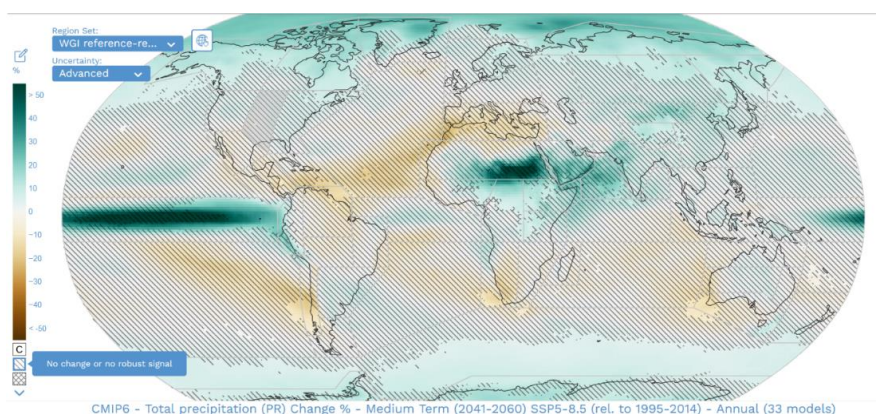 Region Set:
WGI reference-re...
Uncertainty:
Advanced
%
> 50
40
30
20
10
0
−10
−20
−30
−40
< -50
C
No change or no robust signal
CMIP6 - Total precipitation (PR) Change % - Medium Term (2041-2060) SSP5-8.5 (rel. to 1995-2014) - Annual (33 models)